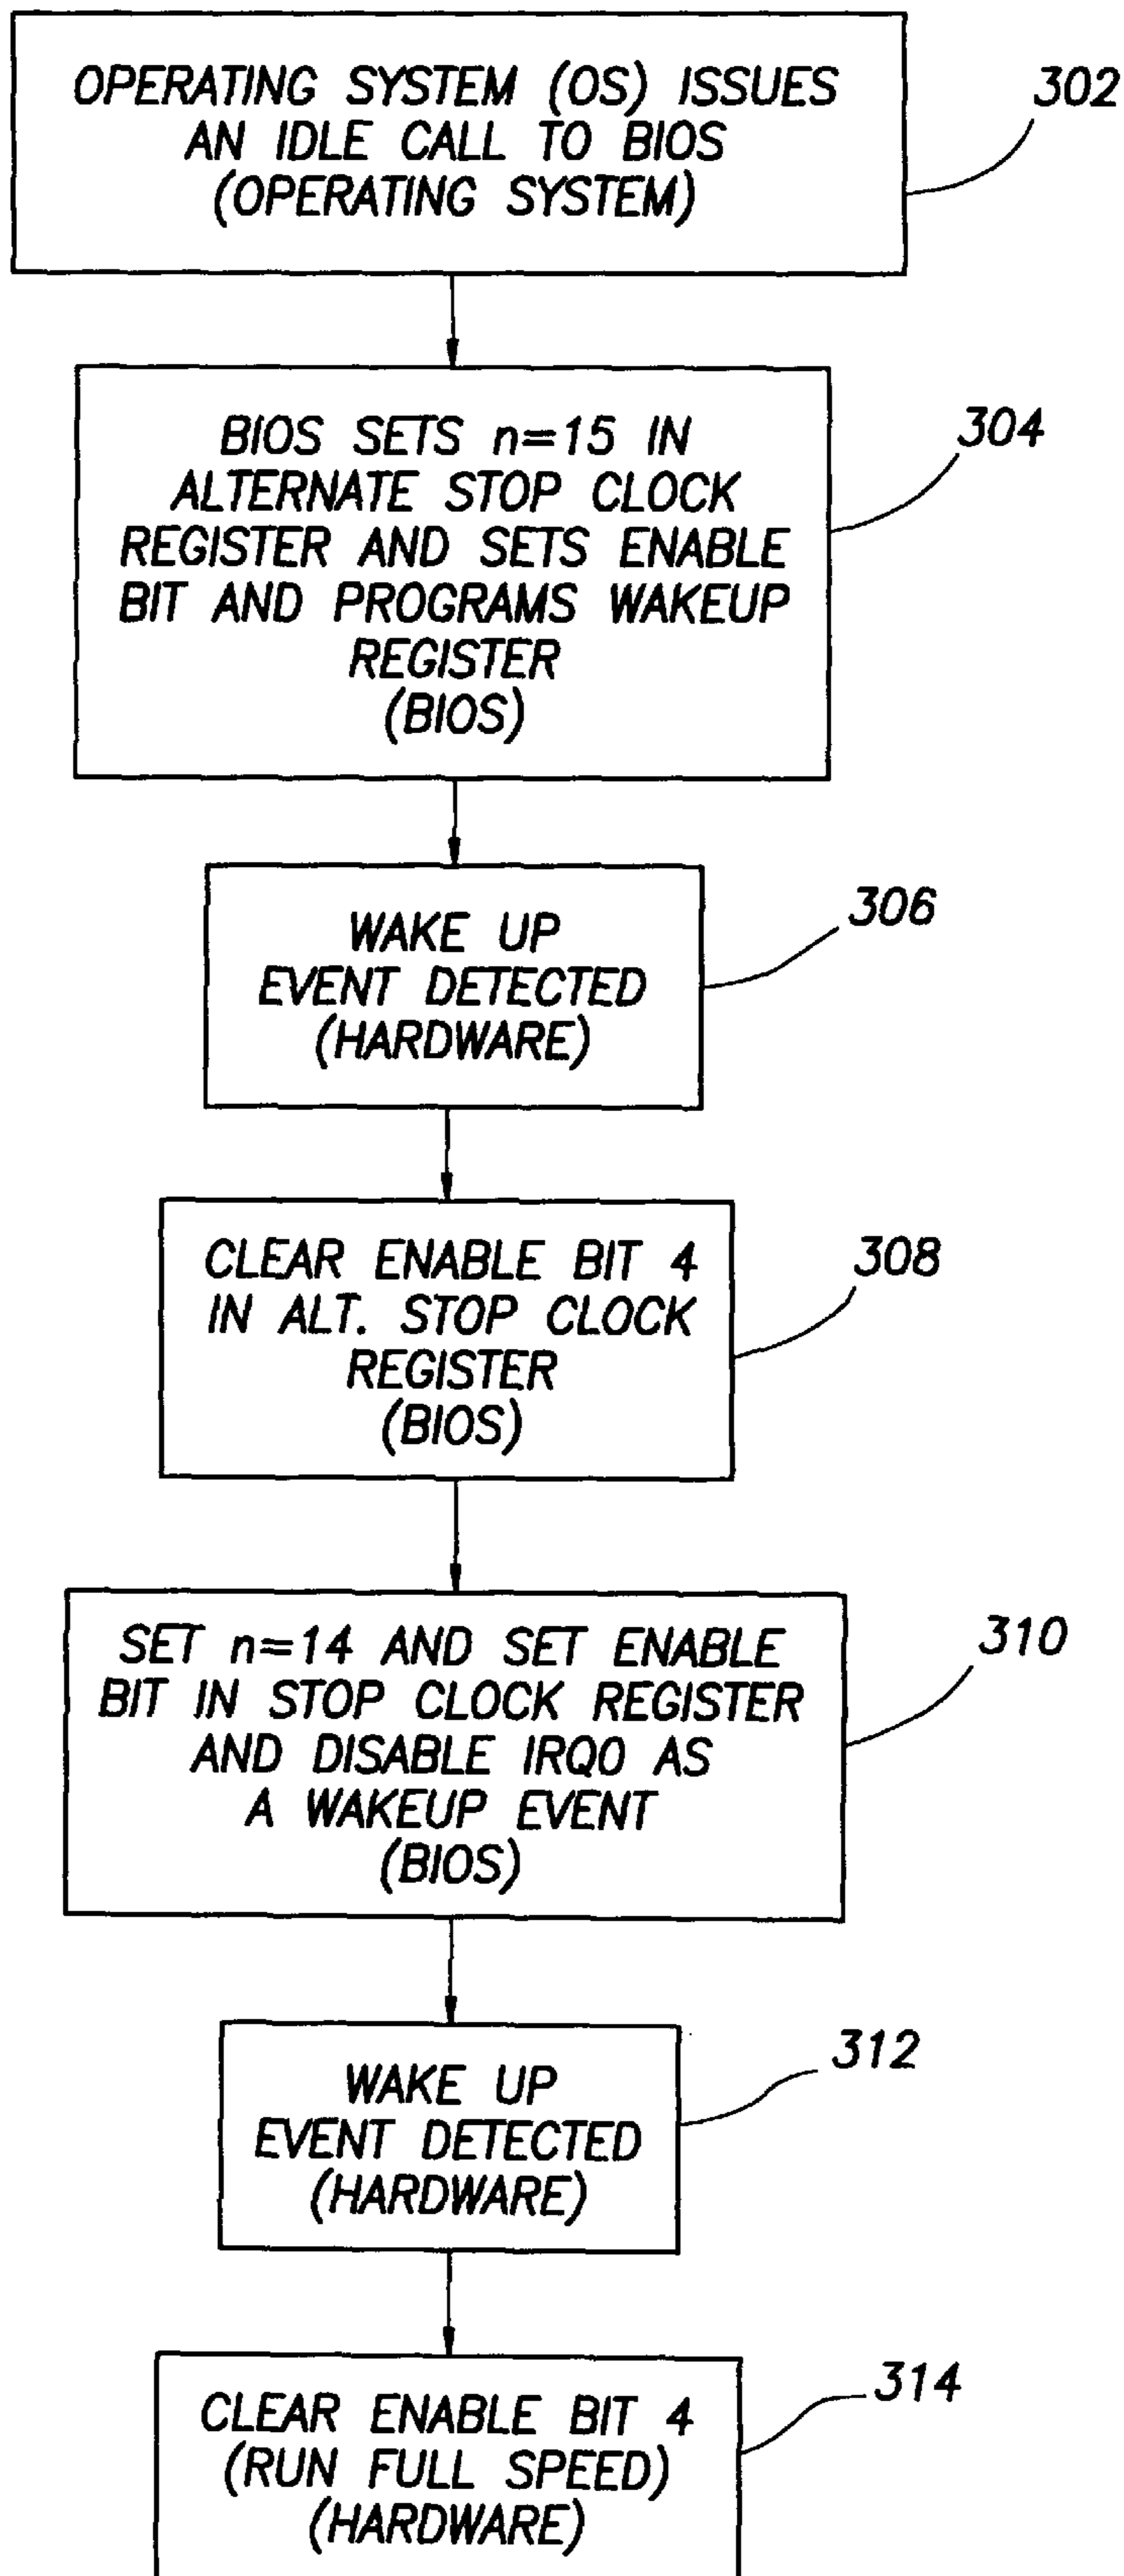 OPERATING SYSTEM (OS) ISSUES
AN IDLE CALL TO BIOS
(OPERATING SYSTEM)
302
BIOS SETS n=15 IN
ALTERNATE STOP CLOCK
REGISTER AND SETS ENABLE
BIT AND PROGRAMS WAKEUP
REGISTER
(BIOS)
304
WAKE UP
EVENT DETECTED
(HARDWARE)
306
CLEAR ENABLE BIT 4
IN ALT. STOP CLOCK
REGISTER
(BIOS)
308
SET n=14 AND SET ENABLE
BIT IN STOP CLOCK REGISTER
AND DISABLE IRQ0 AS
A WAKEUP EVENT
(BIOS)
310
WAKE UP
EVENT DETECTED
(HARDWARE)
312
CLEAR ENABLE BIT 4
(RUN FULL SPEED)
(HARDWARE)
314